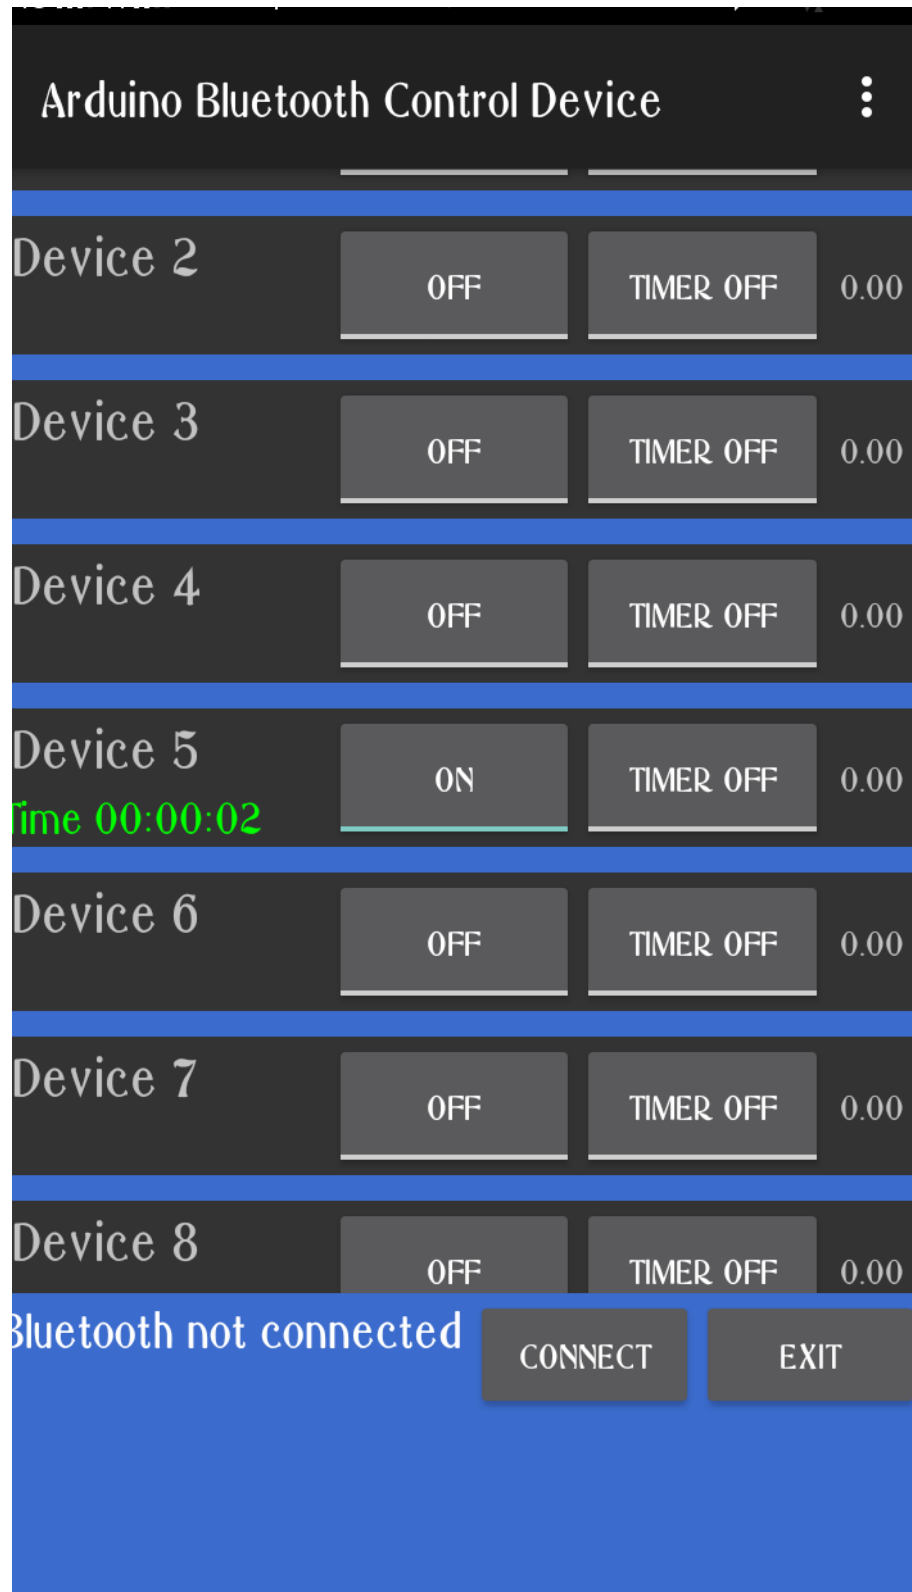 Arduino Bluetooth Control Device
Device 2
OFF
TIMER OFF
0.00
Device 3
OFF
TIMER OFF
0.00
Device 4
OFF
TIMER OFF
0.00
Device 5
ON
TIMER OFF
0.00
Time 00:00:02
Device 6
OFF
TIMER OFF
0.00
Device 7
OFF
TIMER OFF
0.00
Device 8
OFF
TIMER OFF
0.00
Bluetooth not connected
CONNECT
EXIT